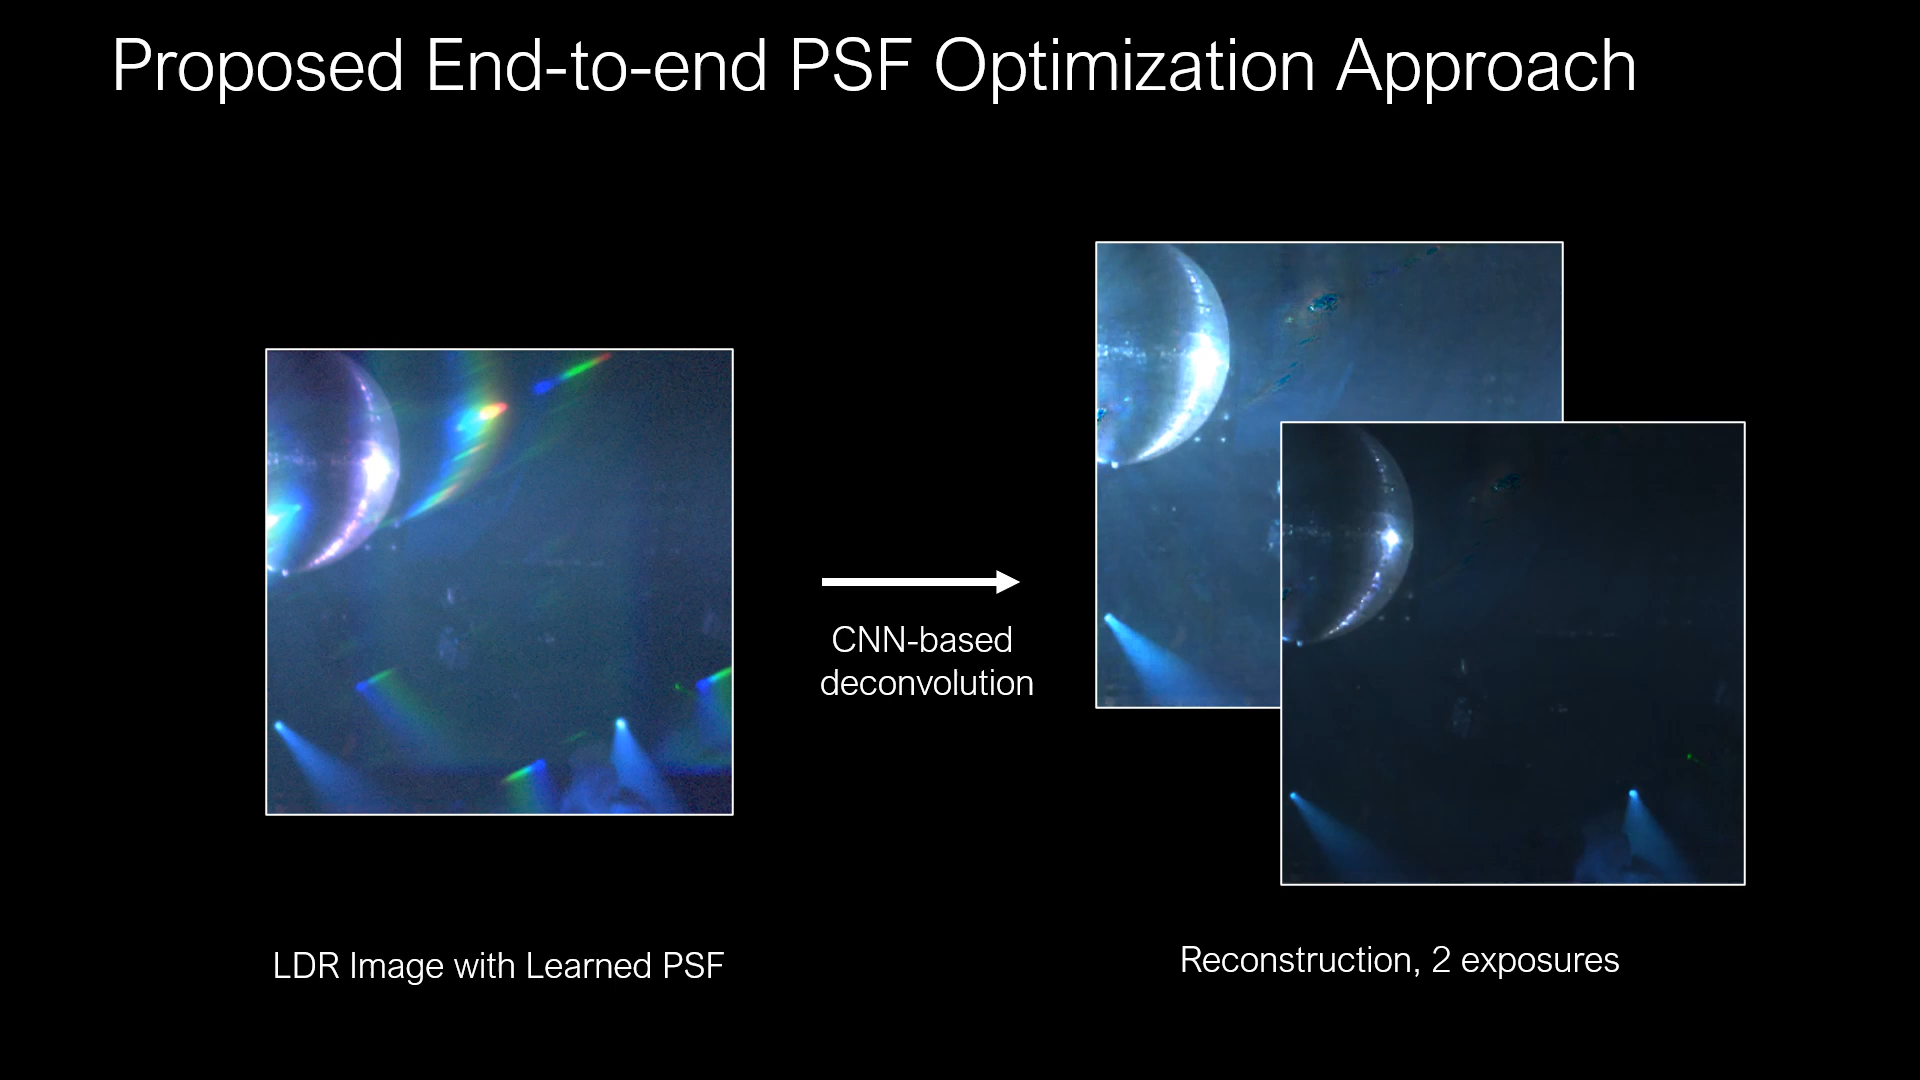 Proposed End-to-end PSF Optimization Approach
CNN-based
deconvolution
LDR Image with Learned PSF
Reconstruction, 2 exposures